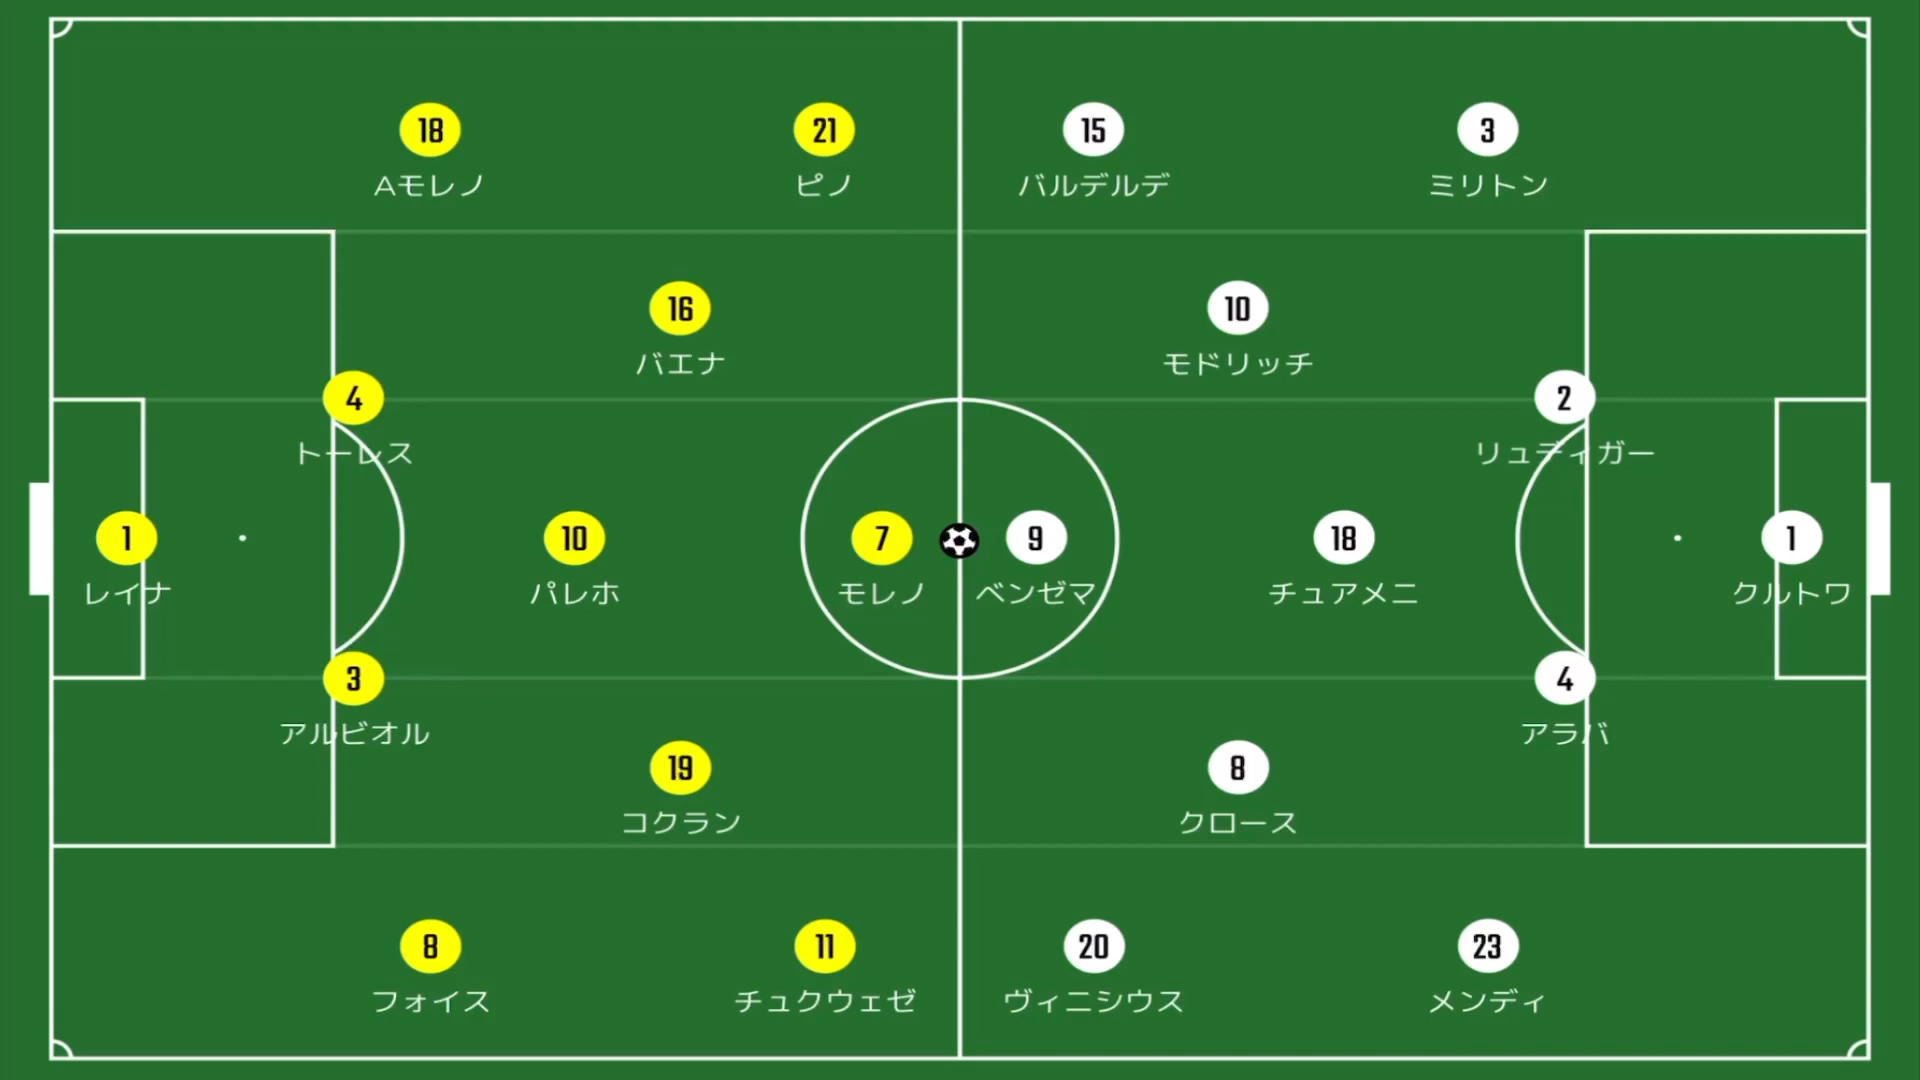 18
Aモレノ
21
ピノ
15
バルデルデ
3
ミリトン
16
バエナ
10
モドリッチ
4
トーレス
2
リュディガー
1
レイナ
10
パレホ
7
モレノ
9
ベンゼマ
18
チュアメニ
1
クルトワ
3
アルビオル
4
アラバ
19
コクラン
8
クロース
8
フォイス
11
チュクウェゼ
20
ヴィニシウス
23
メンディ